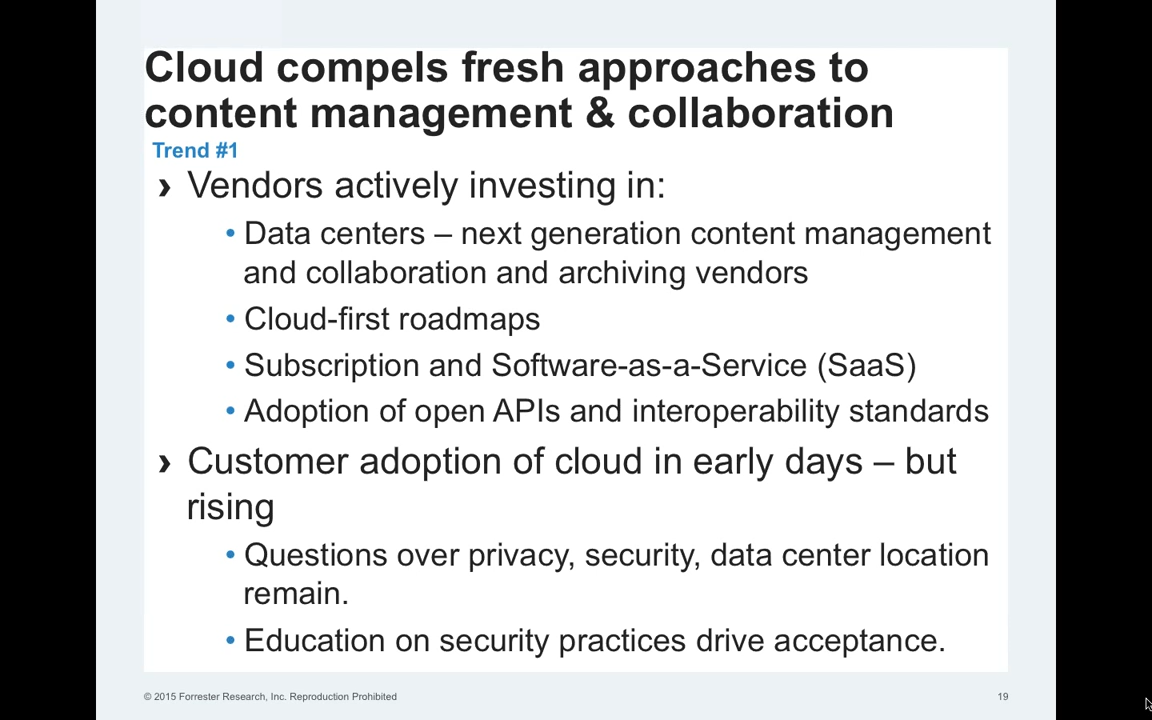 Cloud compels fresh approaches to
content management & collaboration
Trend #1
› Vendors actively investing in:
• Data centers – next generation content management
and collaboration and archiving vendors
• Cloud-first roadmaps
• Subscription and Software-as-a-Service (SaaS)
• Adoption of open APIs and interoperability standards
› Customer adoption of cloud in early days – but
rising
• Questions over privacy, security, data center location
remain.
• Education on security practices drive acceptance.
© 2015 Forrester Research, Inc. Reproduction Prohibited
19